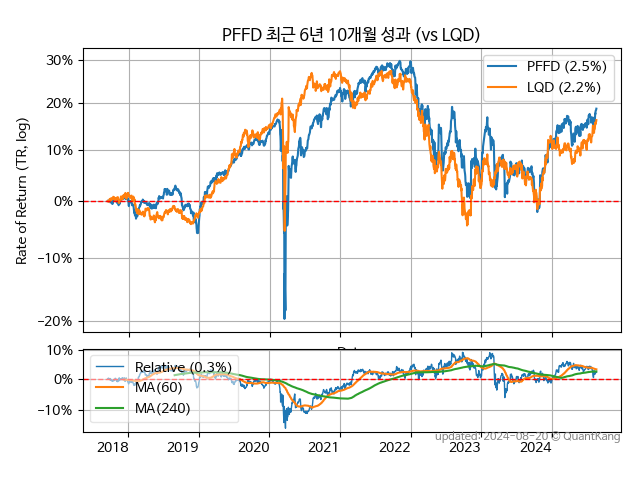 PFFD 최근 6년 10개월 성과 (vs LQD)
Rate of Return (TR, log)
30%
20%
10%
0%
−10%
−20%
PFFD (2.5%)
LQD (2.2%)
10%
0%
−10%
Relative (0.3%)
MA(60)
MA(240)
2018 2019 2020 2021 2022 2023 2024
updated: 2024-08-20 © QuantKang